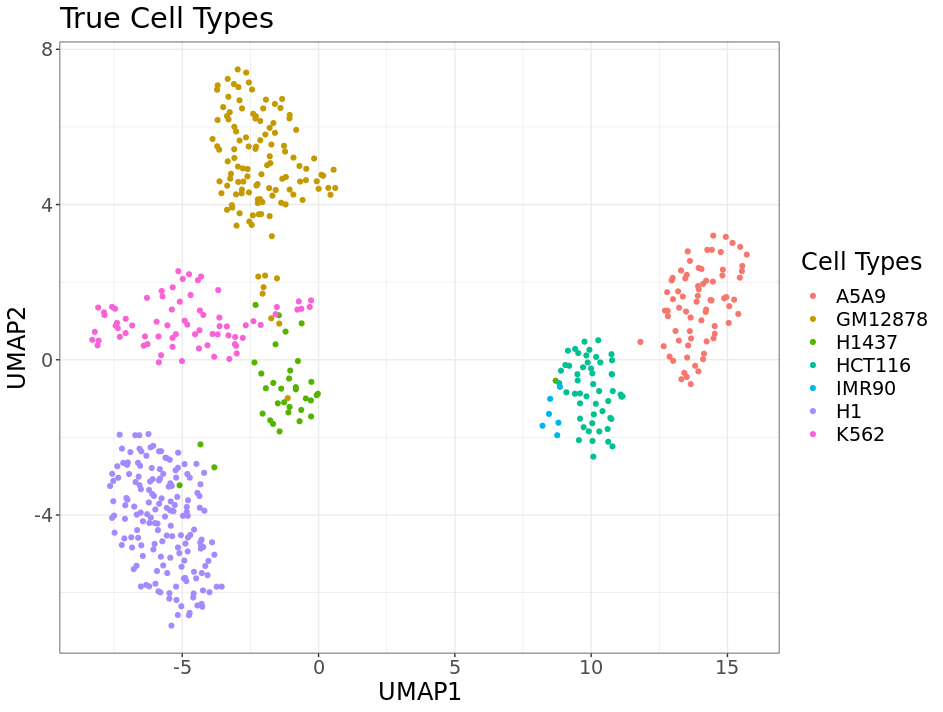 True Cell Types
8
4
0
-4
UMAP2
-5
0
5
10
15
UMAP1
Cell Types
A5A9
GM12878
H1437
HCT116
IMR90
H1
K562